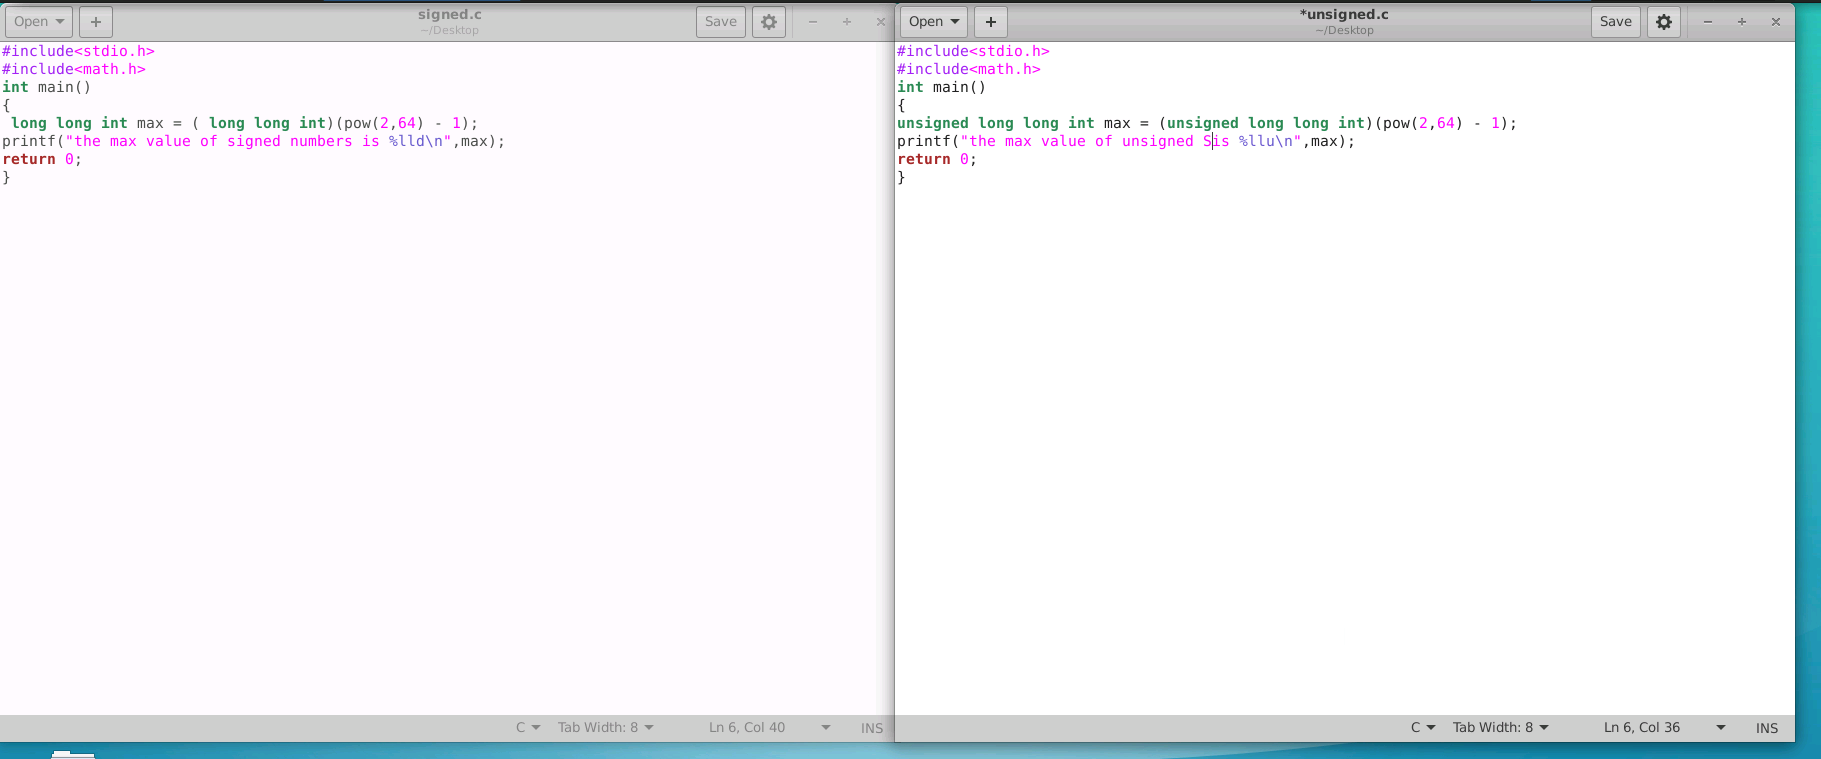 Open + signed.c Save
~/Desktop
#include<stdio.h>
#include<math.h>
int main()
{
 long long int max = ( long long int)(pow(2,64) - 1);
printf("the max value of signed numbers is %lld\n",max);
return 0;
}
C Tab Width: 8 Ln 6, Col 40 INS
Open + *unsigned.c Save
~/Desktop
#include<stdio.h>
#include<math.h>
int main()
{
unsigned long long int max = (unsigned long long int)(pow(2,64) - 1);
printf("the max value of unsigned Sis %llu\n",max);
return 0;
}
C Tab Width: 8 Ln 6, Col 36 INS